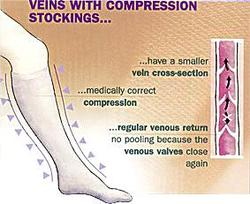 VEINS WITH COMPRESSION
STOCKINGS...
...have a smaller
vein cross-section
...medically correct
compression
...regular venous return
no pooling because the
venous valves close
again